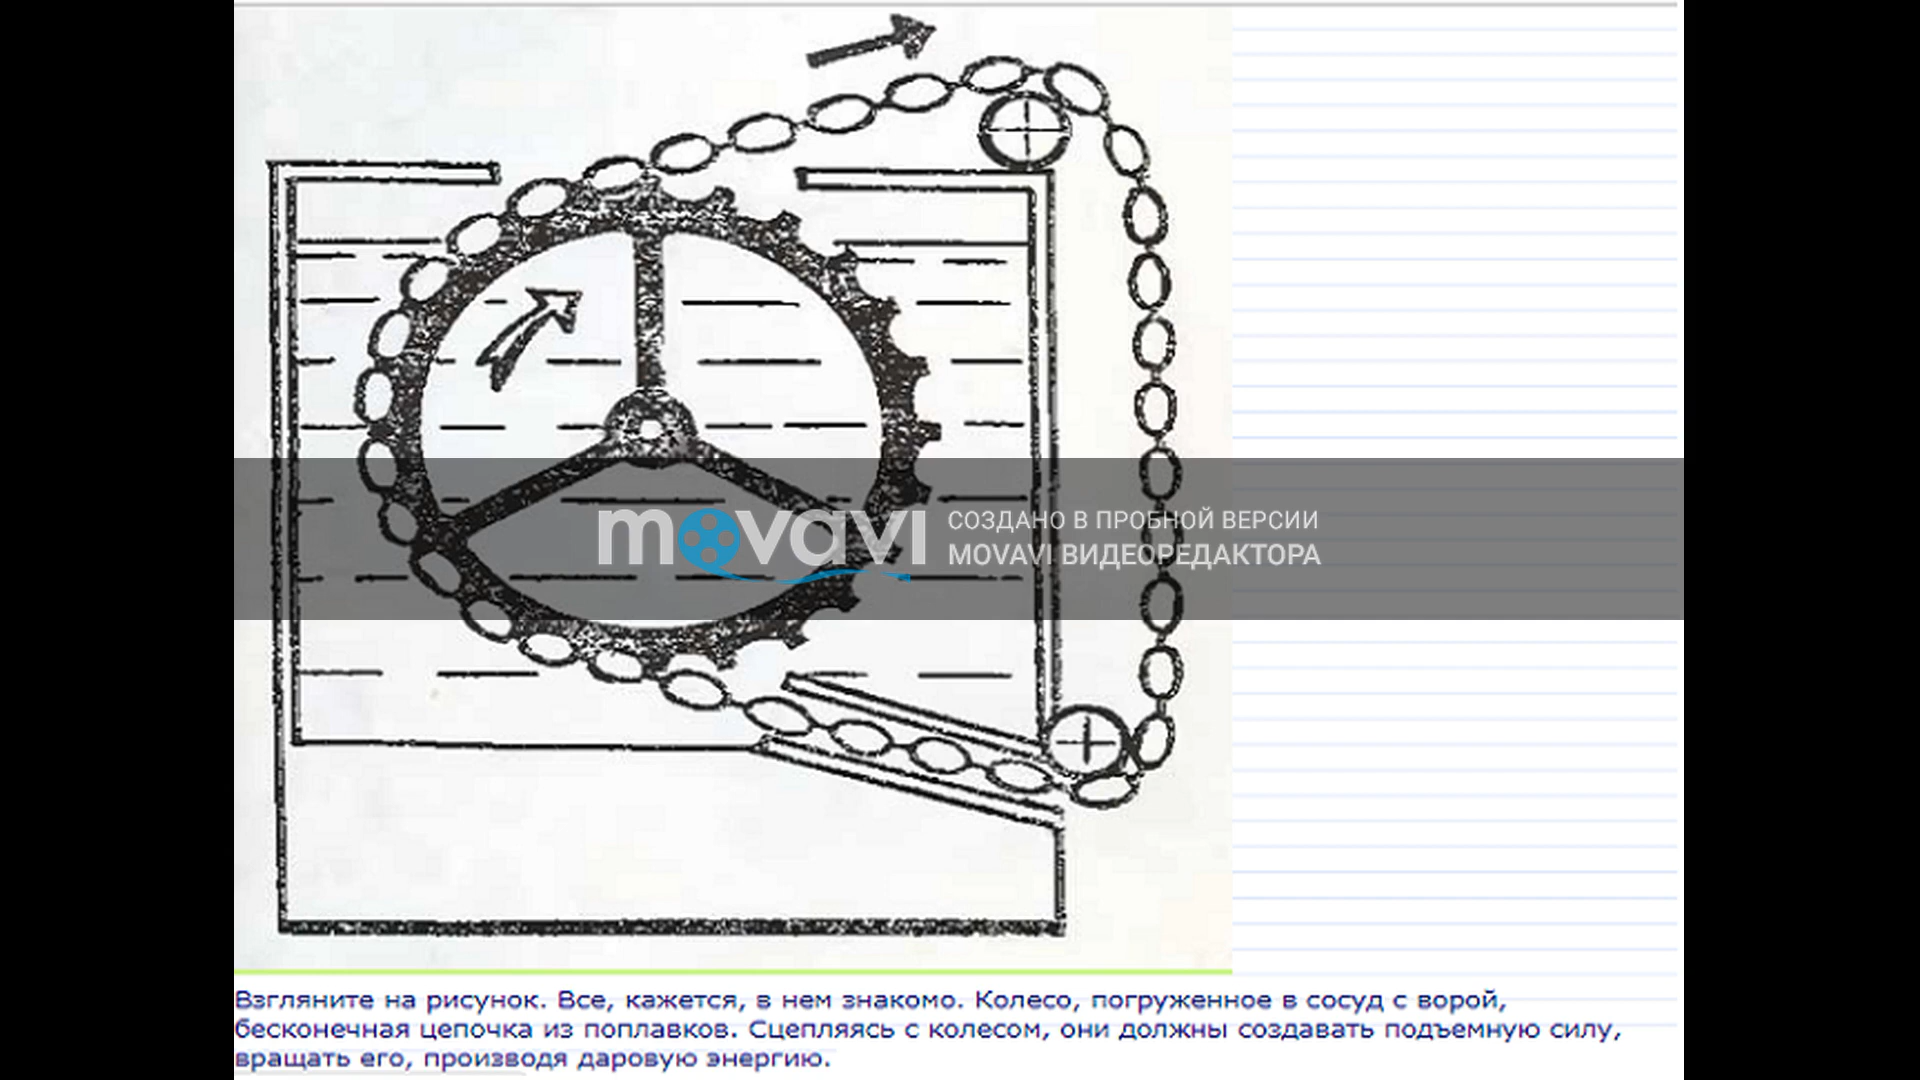 movavi
СОЗДАНО В ПРОБНОЙ ВЕРСИИ
MOVAVI ВИДЕОРЕДАКТОРА
Взгляните на рисунок. Все, кажется, в нем знакомо. Колесо, погруженное в сосуд с ворой,
бесконечная цепочка из поплавков. Сцепляясь с колесом, они должны создавать подъемную силу,
вращать его, производя даровую энергию.